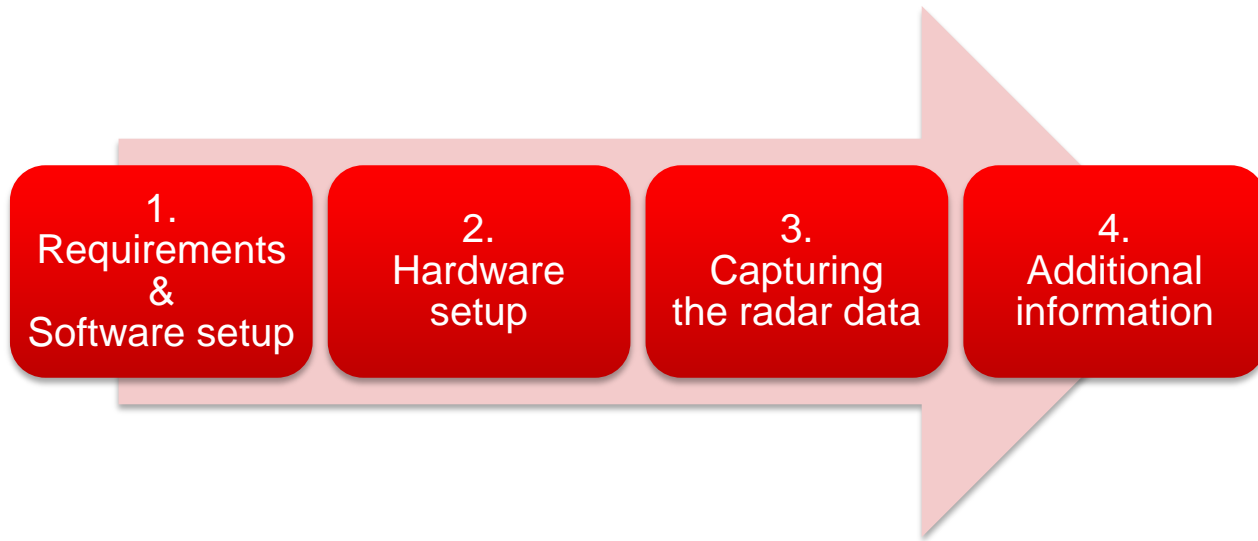 1.
Requirements
&
Software setup
2.
Hardware
setup
3.
Capturing
the radar data
4.
Additional
information